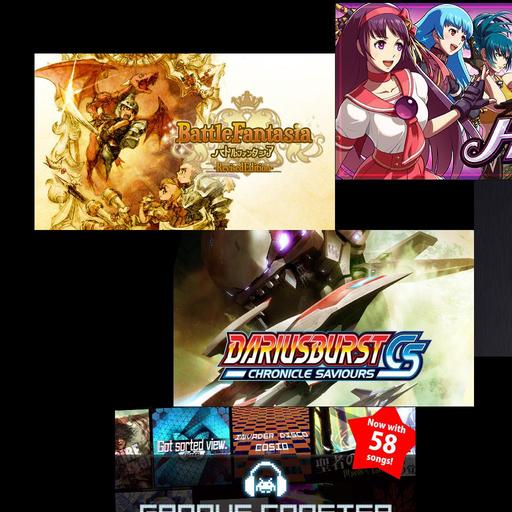 BattleFantasia
バトルファンタジア
-Revised Edition-
H
DARIUSBURST
CS
CHRONICLE SAVIOURS
Now with
58
songs!
Got sorted view.
INVADER DISCO
COSIO
GROOVE COASTER